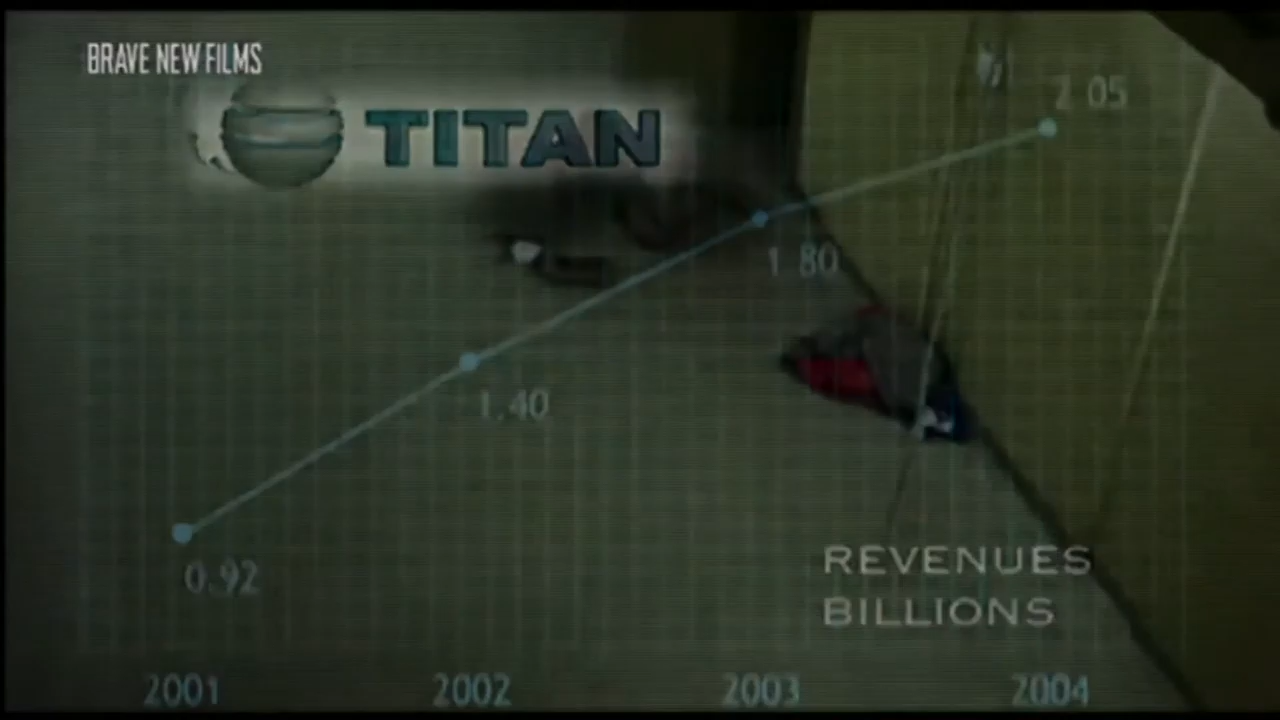 BRAVE NEW FILMS
TITAN
2 05
1 80
1.40
0.92
REVENUES
BILLIONS
2001 2002 2003 2004